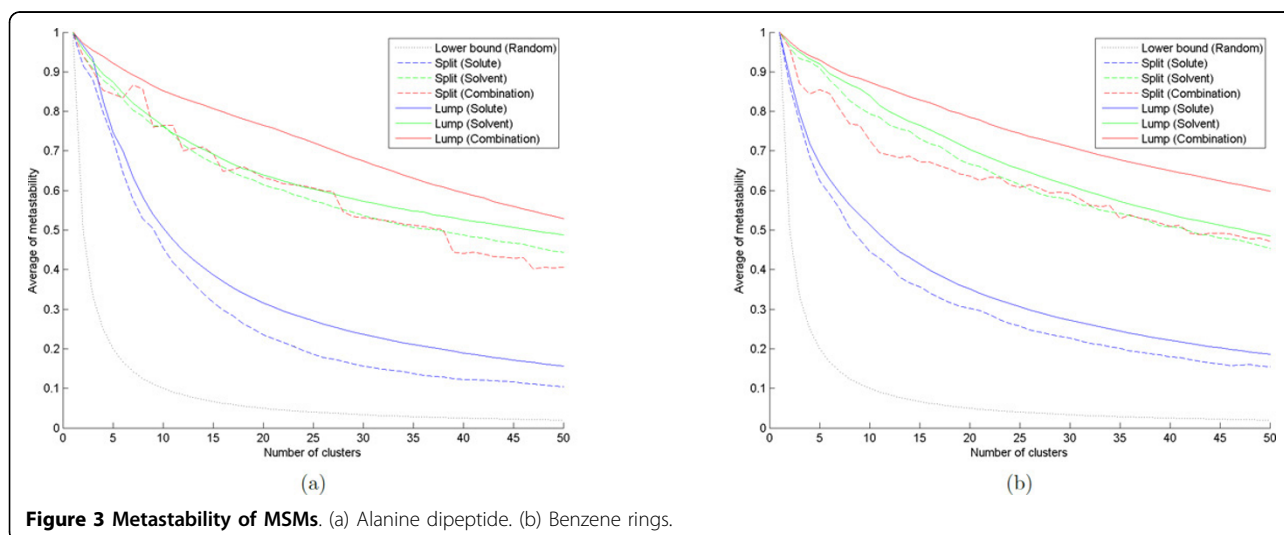 1
0.9
0.8
0.7
0.6
0.5
0.4
0.3
0.2
0.1
0
Average of metastability
0 5 10 15 20 25 30 35 40 45 50
Number of clusters
Lower bound (Random)
Split (Solute)
Split (Solvent)
Split (Combination)
Lump (Solute)
Lump (Solvent)
Lump (Combination)
(a)
1
0.9
0.8
0.7
0.6
0.5
0.4
0.3
0.2
0.1
0
Average of metastability
0 5 10 15 20 25 30 35 40 45 50
Number of clusters
Lower bound (Random)
Split (Solute)
Split (Solvent)
Split (Combination)
Lump (Solute)
Lump (Solvent)
Lump (Combination)
(b)
Figure 3 Metastability of MSMs. (a) Alanine dipeptide. (b) Benzene rings.